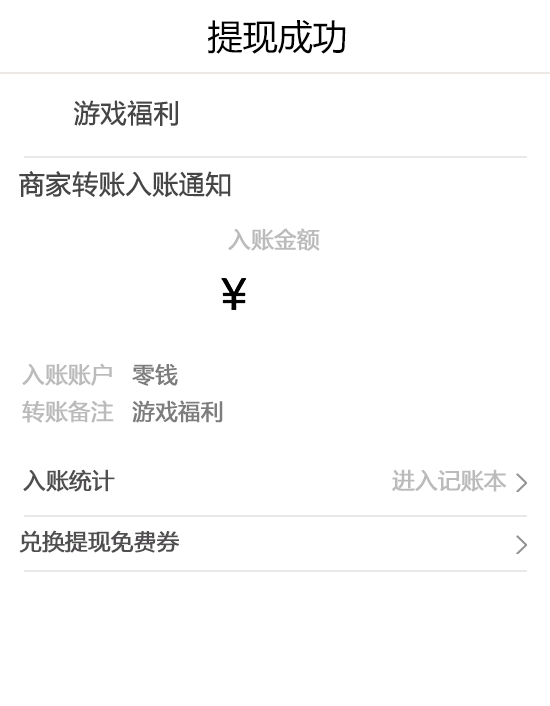 提现成功
游戏福利
商家转账入账通知
入账金额
¥
入账账户 零钱
转账备注 游戏福利
入账统计 进入记账本
兑换提现免费券